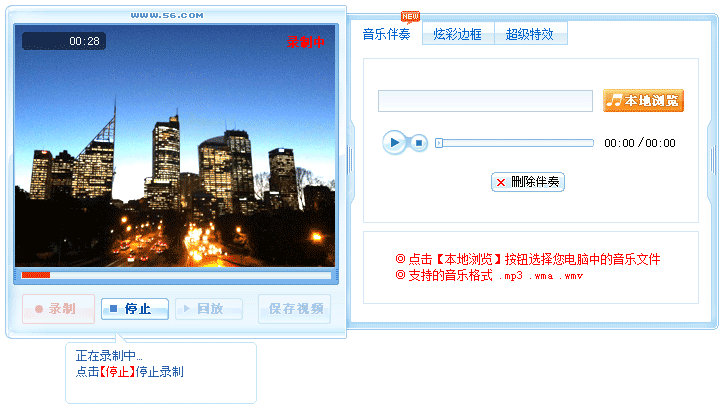 www.56.com
00:28
录制中
录制
停止
回放
保存视频
正在录制中...
点击【停止】停止录制
音乐伴奏
NEW
炫彩边框
超级特效
本地浏览
00:00/00:00
删除伴奏
点击【本地浏览】按钮选择您电脑中的音乐文件
支持的音乐格式 .mp3 .wma .wmv